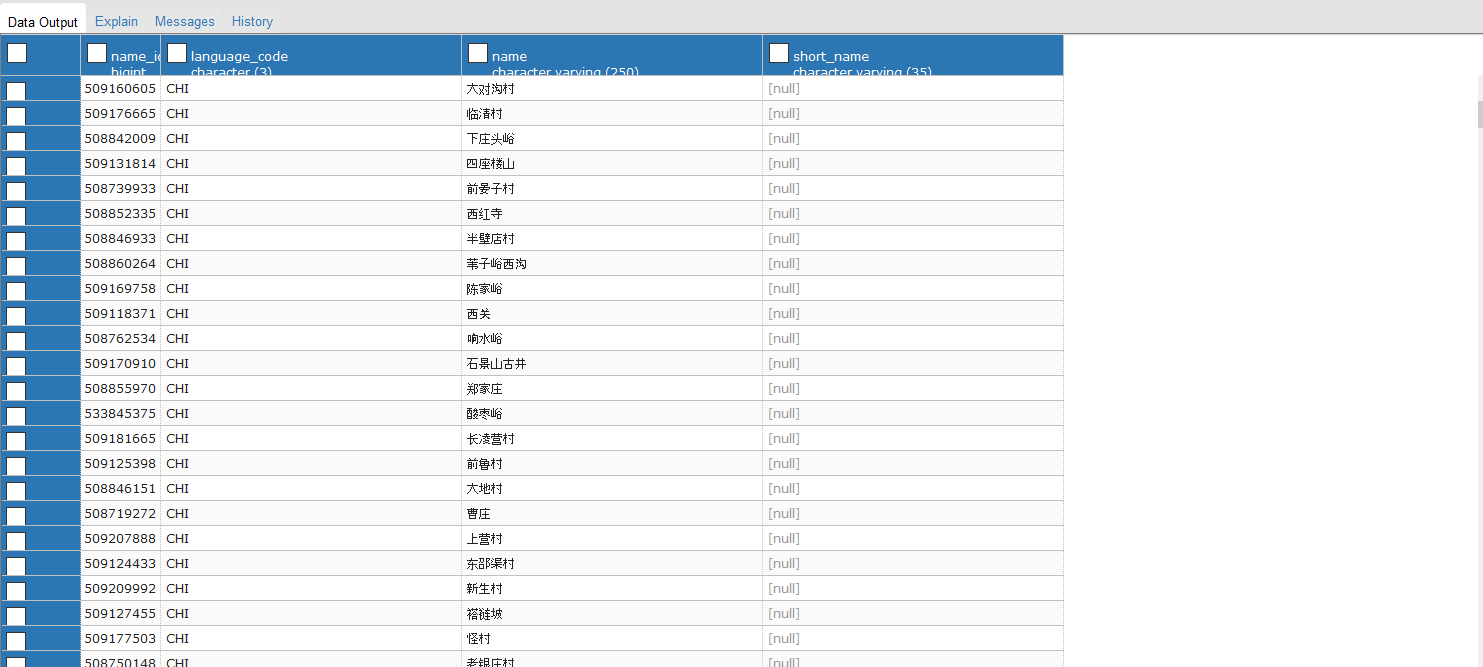 Data Output Explain Messages History
name_id language_code name short_name
bigint character (3) character varying (250) character varying (35)
509160605 CHI 大对沟村 [null]
509176665 CHI 临清村 [null]
508842009 CHI 下庄头峪 [null]
509131814 CHI 四座楼山 [null]
508739933 CHI 前晏子村 [null]
508852335 CHI 西红寺 [null]
508846933 CHI 半壁店村 [null]
508860264 CHI 苇子峪西沟 [null]
509169758 CHI 陈家峪 [null]
509118371 CHI 西关 [null]
508762534 CHI 响水峪 [null]
509170910 CHI 石景山古井 [null]
508855970 CHI 郑家庄 [null]
533845375 CHI 酸枣峪 [null]
509181665 CHI 长凌营村 [null]
509125398 CHI 前鲁村 [null]
508846151 CHI 大地村 [null]
508719272 CHI 曹庄 [null]
509207888 CHI 上营村 [null]
509124433 CHI 东邵渠村 [null]
509209992 CHI 新生村 [null]
509127455 CHI 褡裢坡 [null]
509177503 CHI 怪村 [null]
508750148 CHI 老银庄村 [null]